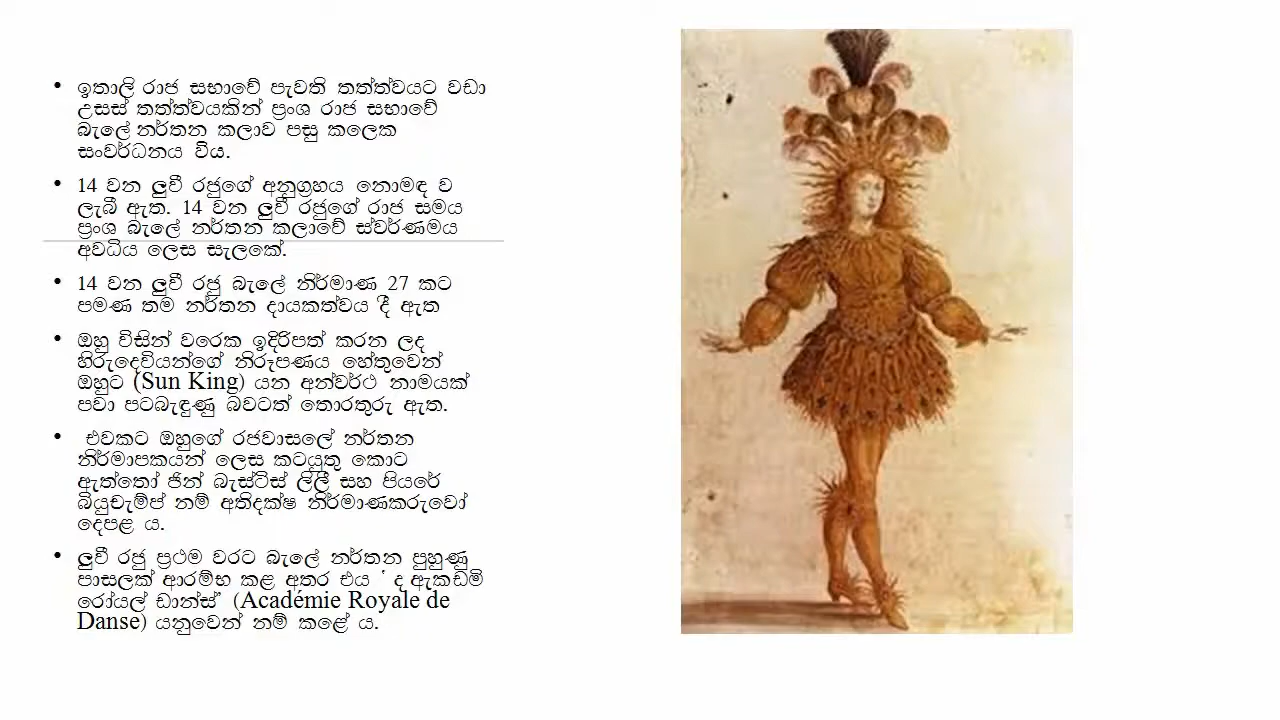 • ඉතාලි රාජ සභාවේ පැවති තත්ත්වයට වඩා
උසස් තත්ත්වයකින් ප්‍රංශ රාජ සභාවේ
බැලේ නර්තන කලාව පසු කලෙක
සංවර්ධනය විය.
• 14 වන ලුවී රජුගේ අනුග්‍රහය නොමඳ ව
ලැබී ඇත. 14 වන ලුවී රජුගේ රාජ සමය
ප්‍රංශ බැලේ නර්තන කලාවේ ස්වර්ණමය
අවධිය ලෙස සැලකේ.
• 14 වන ලුවී රජු බැලේ නිර්මාණ 27 කට
පමණ තම නර්තන දායකත්වය දී ඇත
• ඔහු විසින් වරෙක ඉදිරිපත් කරන ලද
හිරුදෙවියන්ගේ නිරූපණය හේතුවෙන්
ඔහුට (Sun King) යන අන්වර්ථ නාමයක්
පවා පටබැඳුණු බවටත් තොරතුරු ඇත.
• එවකට ඔහුගේ රජවාසලේ නර්තන
නිර්මාපකයන් ලෙස කටයුතු කොට
ඇත්තෝ ජින් බැස්ටිස් ලිලී සහ පියරේ
බියුචැම්ප් නම් අතිදක්ෂ නිර්මාණකරුවෝ
දෙපළ ය.
• ලුවී රජු ප්‍රථම වරට බැලේ නර්තන පුහුණු
පාසලක් ආරම්භ කළ අතර එය ' ද ඇකඩමි
රෝයල් ඩාන්ස්' (Académie Royale de
Danse) යනුවෙන් නම් කළේ ය.